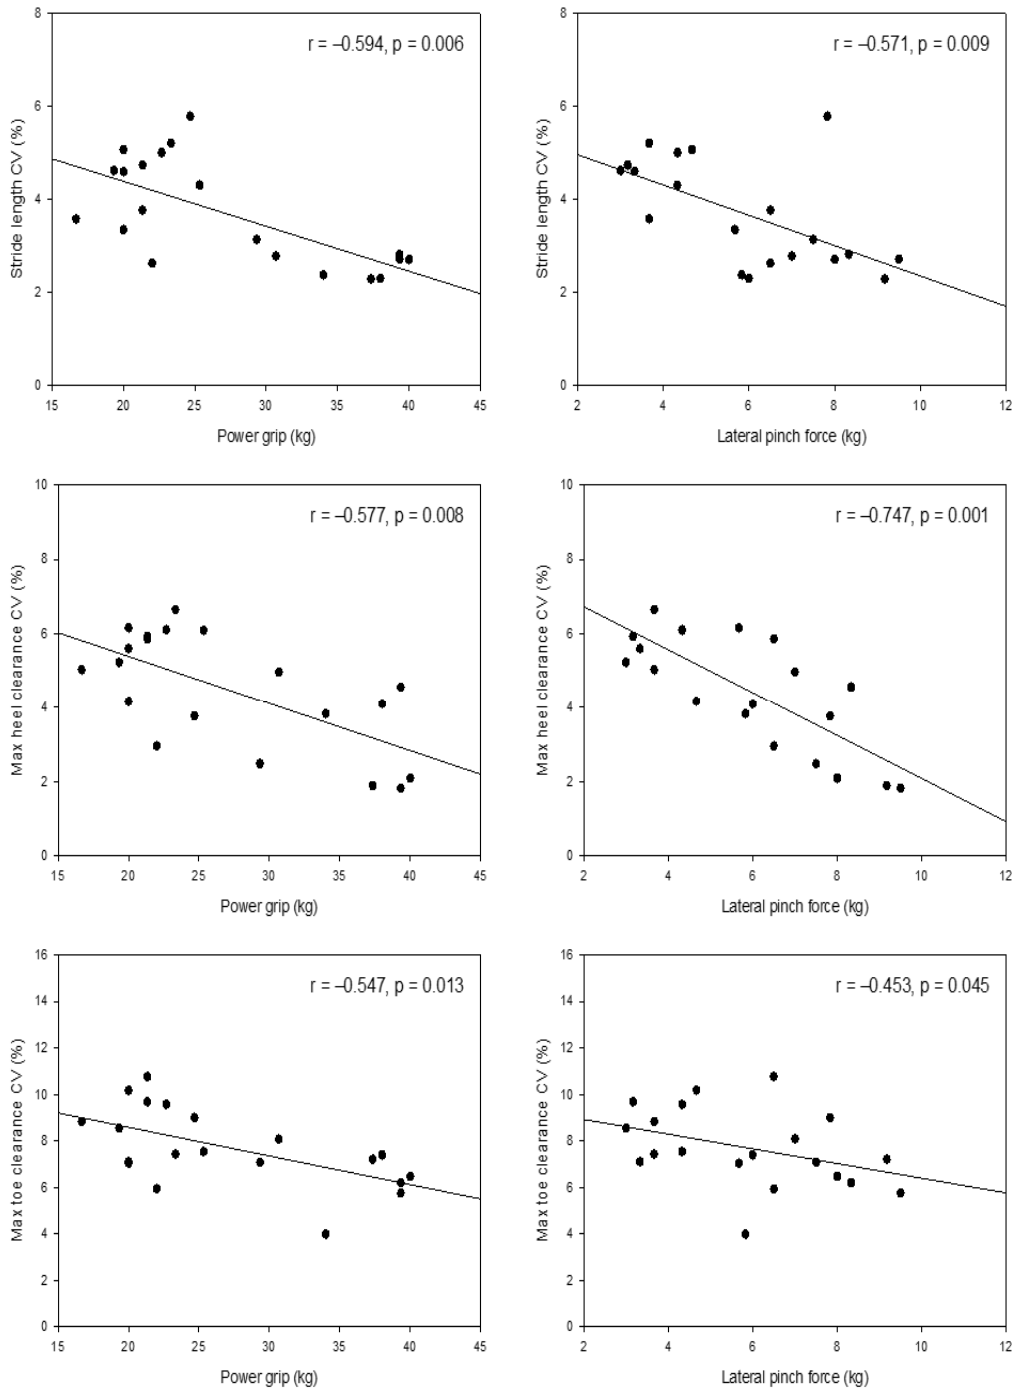 8
r = –0.594, p = 0.006
6
4
2
0
Stride length CV (%)
15 20 25 30 35 40 45
Power grip (kg)
8
r = –0.571, p = 0.009
6
4
2
0
Stride length CV (%)
2 4 6 8 10 12
Lateral pinch force (kg)
10
r = –0.577, p = 0.008
8
6
4
2
0
Max heel clearance CV (%)
15 20 25 30 35 40 45
Power grip (kg)
10
r = –0.747, p = 0.001
8
6
4
2
0
Max heel clearance CV (%)
2 4 6 8 10 12
Lateral pinch force (kg)
16
r = –0.547, p = 0.013
14
12
10
8
6
4
2
0
Max toe clearance CV (%)
15 20 25 30 35 40 45
Power grip (kg)
16
r = –0.453, p = 0.045
14
12
10
8
6
4
2
0
Max toe clearance CV (%)
2 4 6 8 10 12
Lateral pinch force (kg)